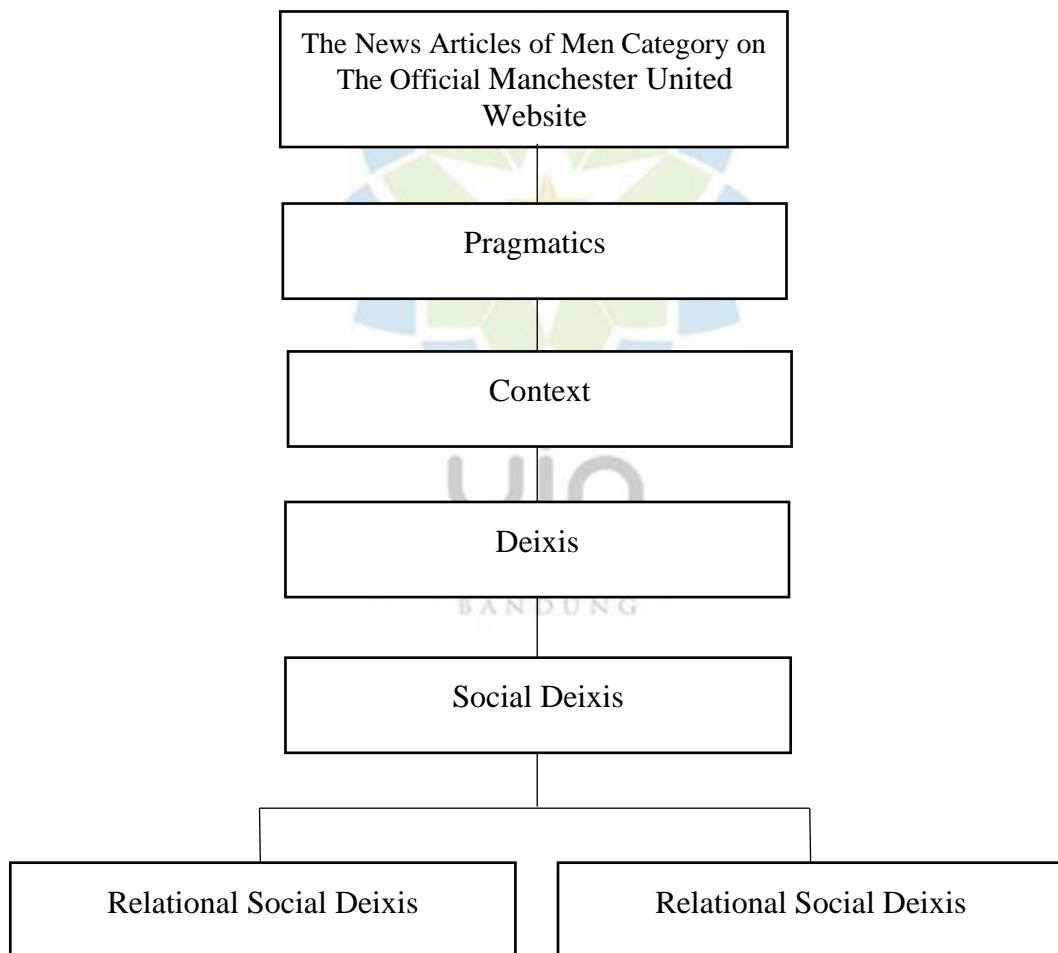 The News Articles of Men Category on
The Official Manchester United
Website
Pragmatics
Context
uin
Deixis
BANDUNG
Social Deixis
Relational Social Deixis
Relational Social Deixis